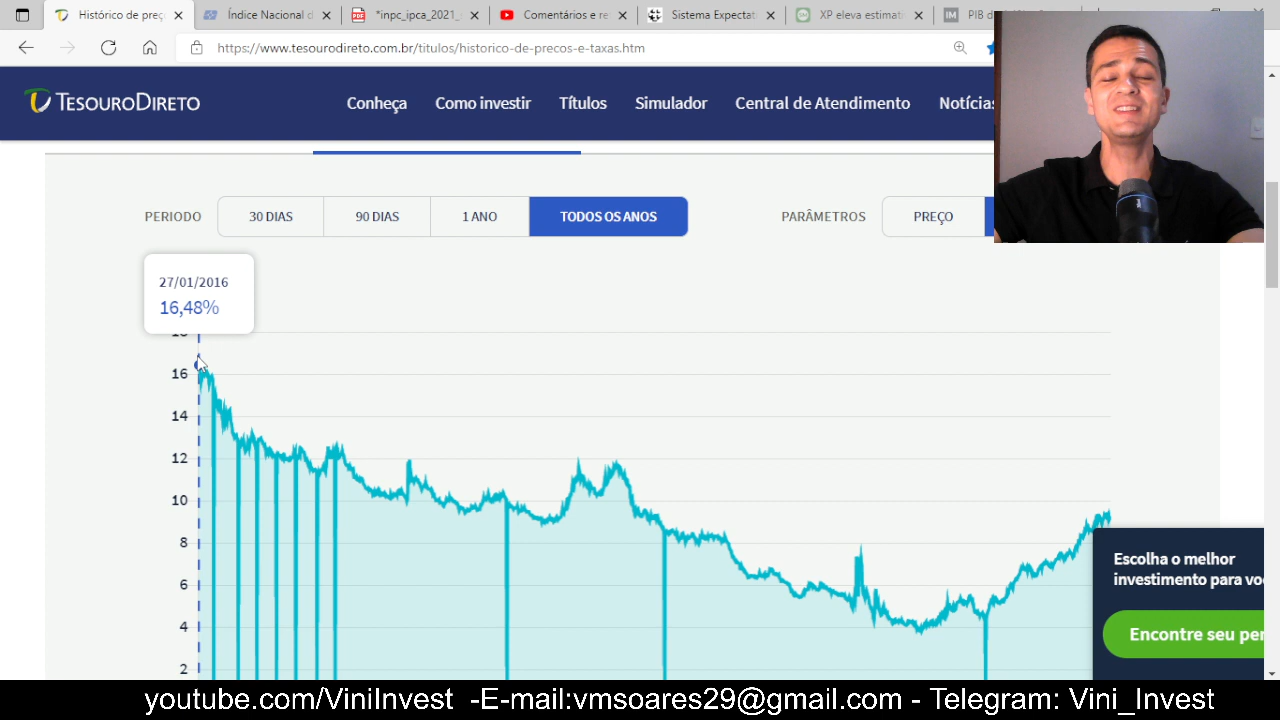 Histórico de preç
Índice Nacional d
*inpc_ipca_2021_
Comentários e re
Sistema Expectat
XP eleva estimati
PIB d
https://www.tesourodireto.com.br/titulos/historico-de-precos-e-taxas.htm
TESOURODIRETO
Conheça
Como investir
Títulos
Simulador
Central de Atendimento
Notícias
PERIODO
30 DIAS
90 DIAS
1 ANO
TODOS OS ANOS
PARÂMETROS
PREÇO
27/01/2016
16,48%
16
14
12
10
8
6
4
2
Escolha o melhor
investimento para vo
Encontre seu per
youtube.com/ViniInvest -E-mail:vmsoares29@gmail.com - Telegram: Vini_Invest